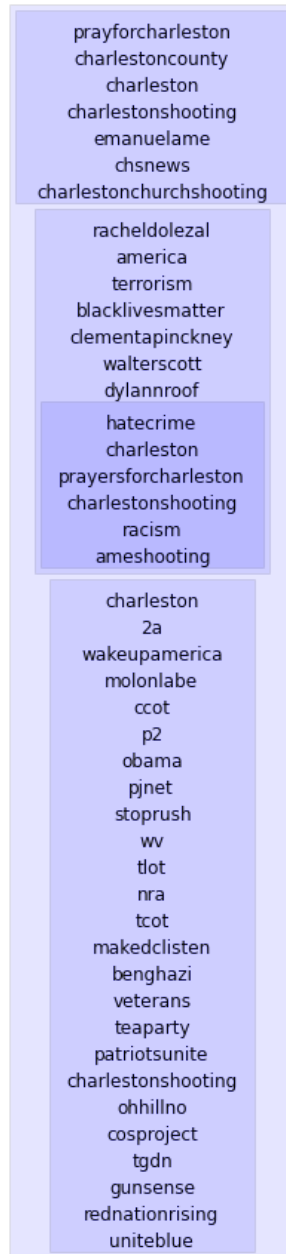 prayforcharleston
charlestoncounty
charleston
charlestonshooting
emanuelame
chsnews
charlestonchurchshooting
racheldolezal
america
terrorism
blacklivesmatter
clementapinckney
walterscott
dylannroof
hatecrime
charleston
prayersforcharleston
charlestonshooting
racism
ameshooting
charleston
2a
wakeupamerica
molonlabe
ccot
p2
obama
pjnet
stoprush
wv
tlot
nra
tcot
makedclisten
benghazi
veterans
teaparty
patriotsunite
charlestonshooting
ohhillno
cosproject
tgdn
gunsense
rednationrising
uniteblue